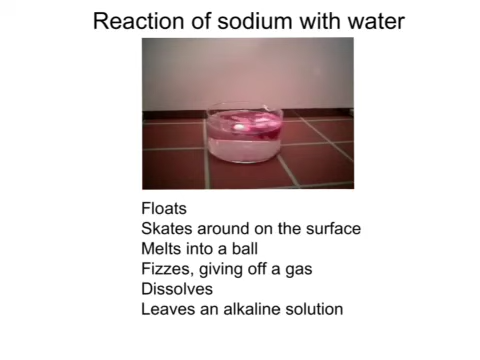 Reaction of sodium with water
Floats
Skates around on the surface
Melts into a ball
Fizzes, giving off a gas
Dissolves
Leaves an alkaline solution